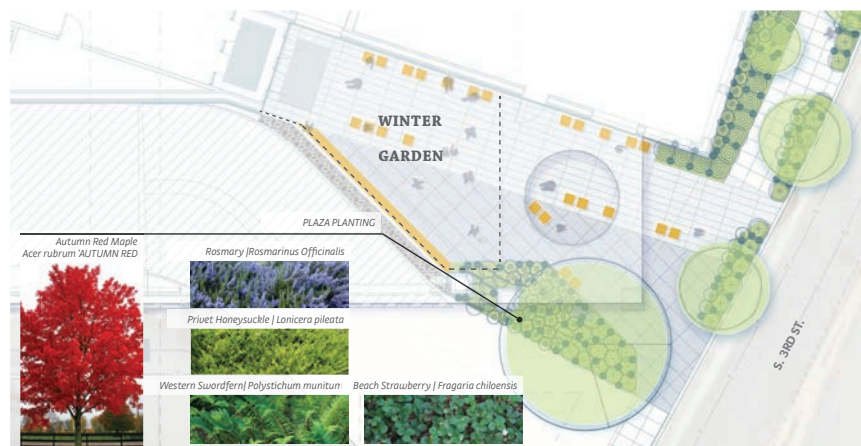 WINTER
GARDEN
PLAZA PLANTING
Autumn Red Maple
Acer rubrum 'AUTUMN RED
Rosmary |Rosmarinus Officinalis
Privet Honeysuckle | Lonicera pileata
Western Swordfern| Polystichum munitum
Beach Strawberry | Fragaria chiloensis
S. 3RD ST.